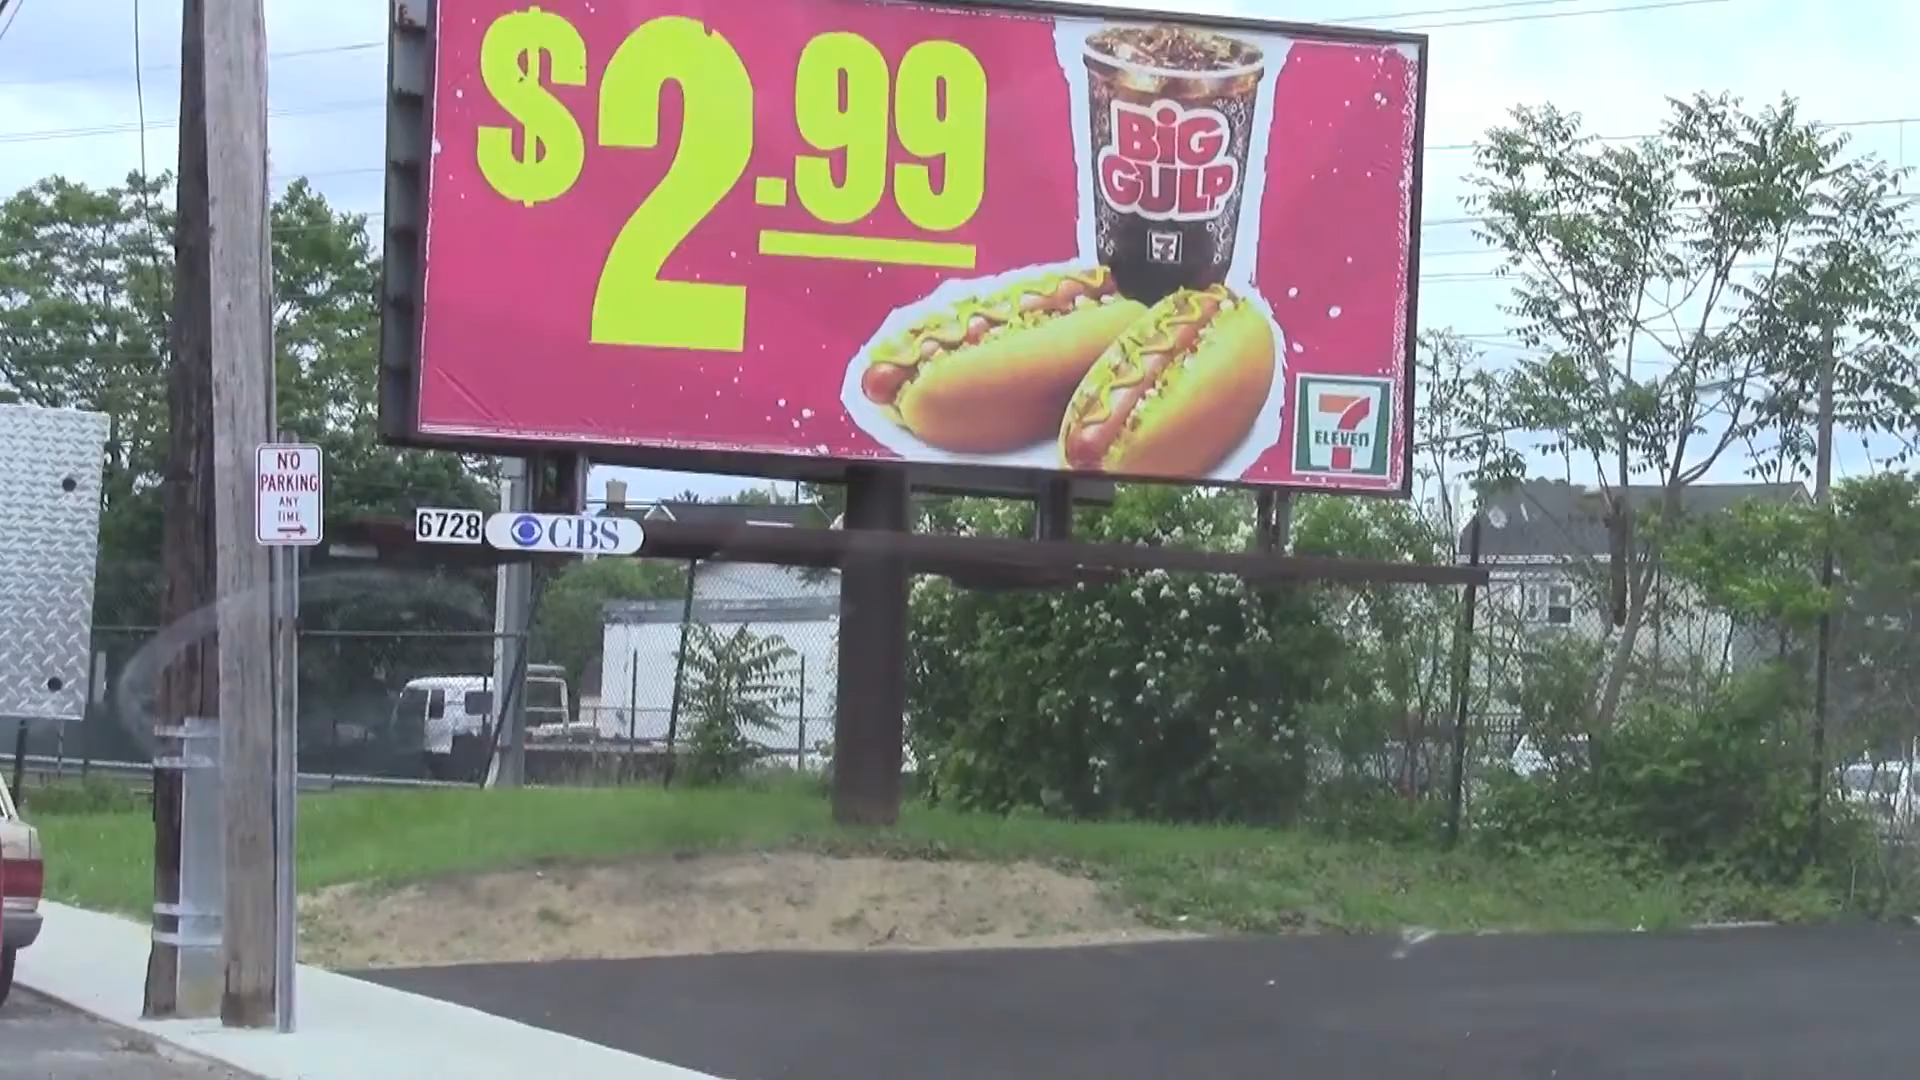 $2.99
BiG
GULP
7
7
ELEVEn
NO
PARKING
ANY
TIME
6728
CBS